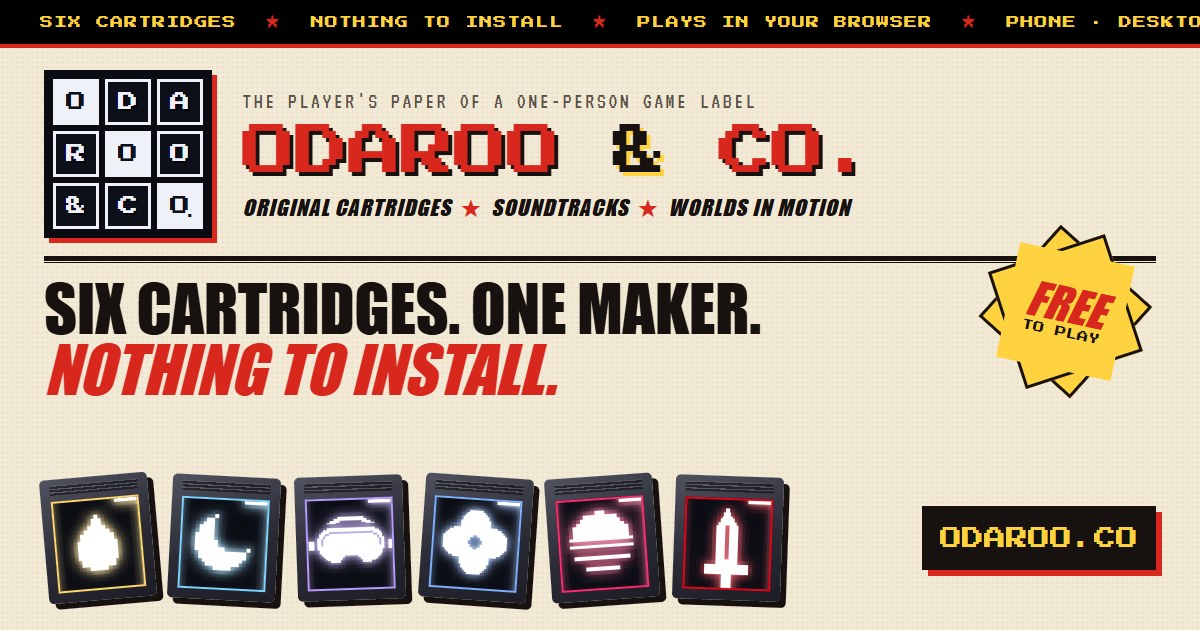 SIX CARTRIDGES ★ NOTHING TO INSTALL ★ PLAYS IN YOUR BROWSER ★ PHONE · DESKTO
O D A
R O O
& C O.
THE PLAYER'S PAPER OF A ONE-PERSON GAME LABEL
ODAROO & CO.
ORIGINAL CARTRIDGES ★ SOUNDTRACKS ★ WORLDS IN MOTION
SIX CARTRIDGES. ONE MAKER.
NOTHING TO INSTALL.
FREE
TO PLAY
ODAROO.CO